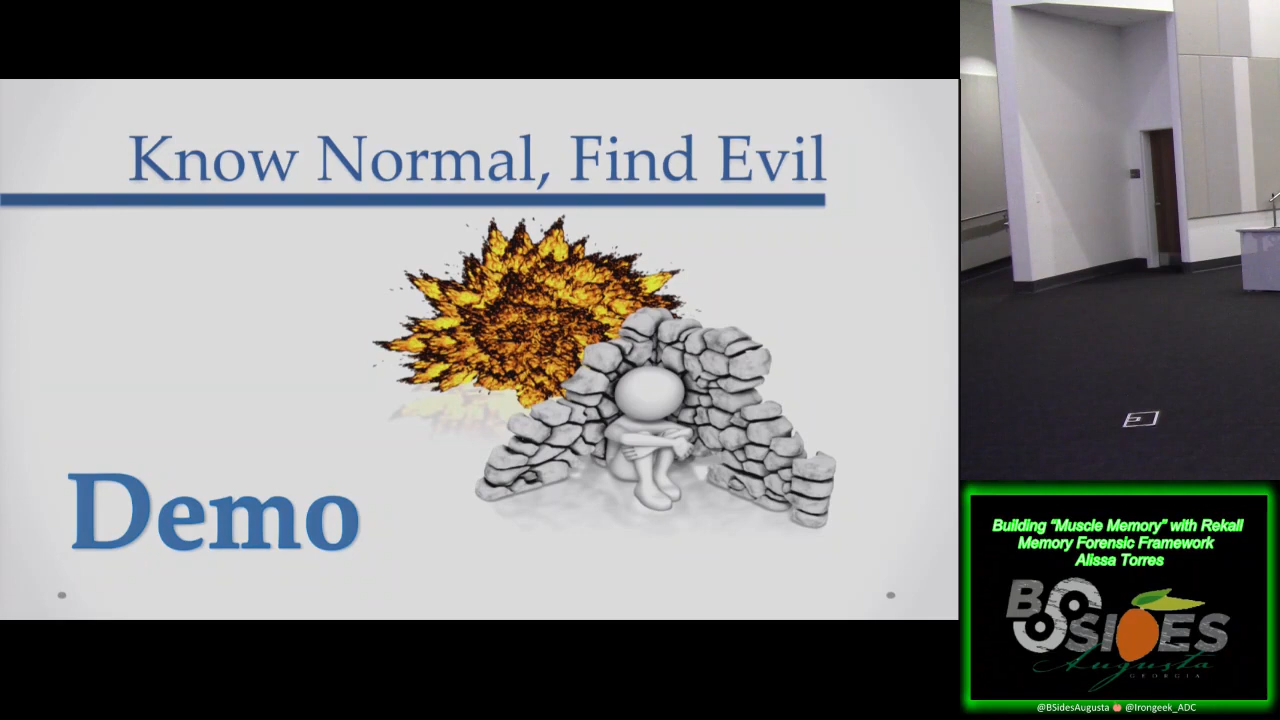 Know Normal, Find Evil
Demo
Building “Muscle Memory” with Rekall
Memory Forensic Framework
Alissa Torres
BSIDES
Augusta
GEORGIA
@BSidesAugusta @Irongeek_ADC